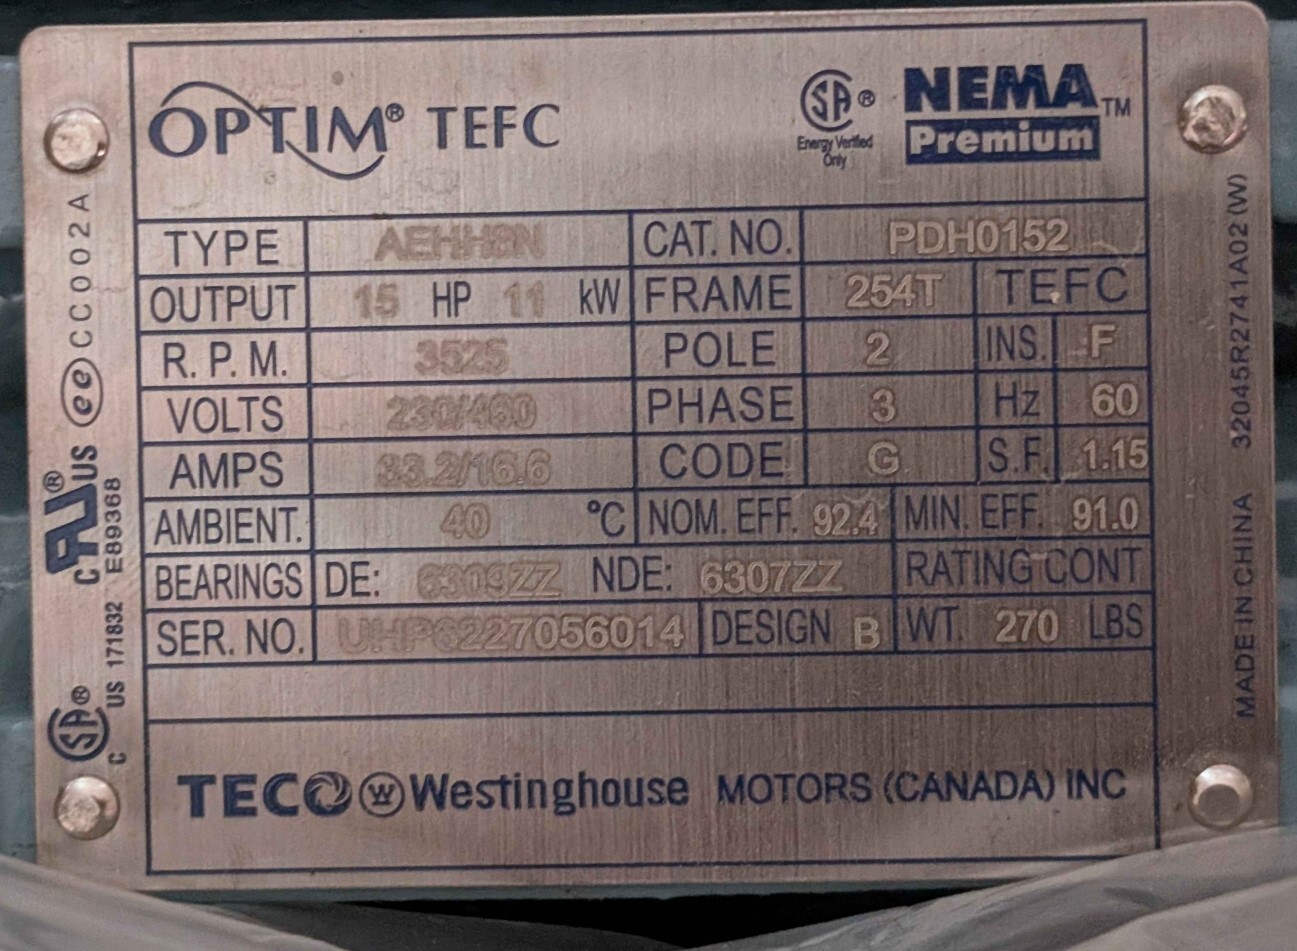 OPTIM® TEFC
SA® Energy Verified Only
NEMA™ Premium
TYPE AEHH8N CAT. NO. PDH0152
OUTPUT 15 HP 11 kW FRAME 254T TEFC
R. P. M. 3525 POLE 2 INS. F
VOLTS 230/460 PHASE 3 Hz 60
AMPS 33.2/16.6 CODE G S.F. 1.15
AMBIENT. 40 °C NOM. EFF. 92.4 MIN. EFF. 91.0
BEARINGS DE: 6309ZZ NDE: 6307ZZ RATING CONT
SER. NO. DESIGN B WT. 270 LBS
TECO W Westinghouse MOTORS (CANADA) INC
ee CC002A
C UL® US E89368
SA® C US 171832
32045R2741A02 (W)
MADE IN CHINA